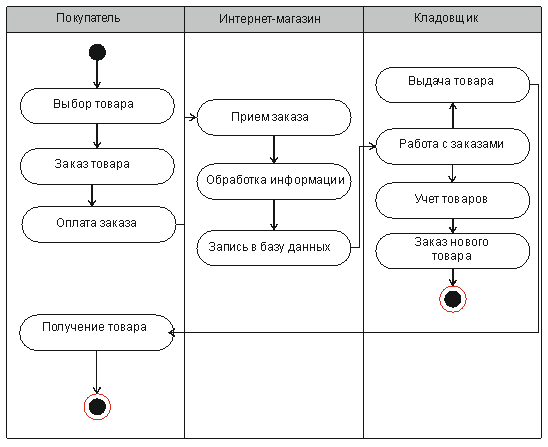 Покупатель
Интернет-магазин
Кладовщик
Выбор товара
Заказ товара
Оплата заказа
Получение товара
Прием заказа
Обработка информации
Запись в базу данных
Выдача товара
Работа с заказами
Учет товаров
Заказ нового
товара